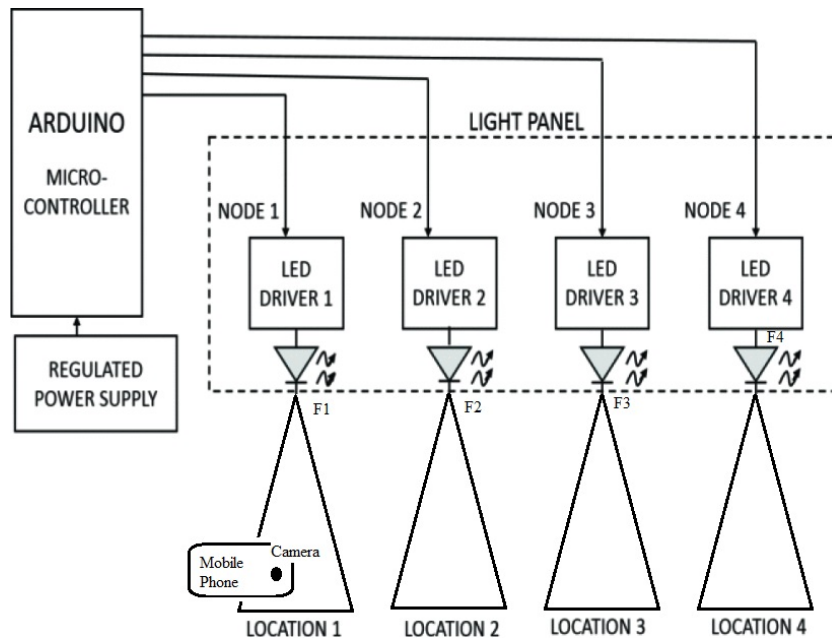 ARDUINO
MICRO-
CONTROLLER
REGULATED
POWER SUPPLY
LIGHT PANEL
NODE 1
NODE 2
NODE 3
NODE 4
LED
DRIVER 1
LED
DRIVER 2
LED
DRIVER 3
LED
DRIVER 4
F1
F2
F3
F4
Camera
Mobile
Phone
LOCATION 1
LOCATION 2
LOCATION 3
LOCATION 4